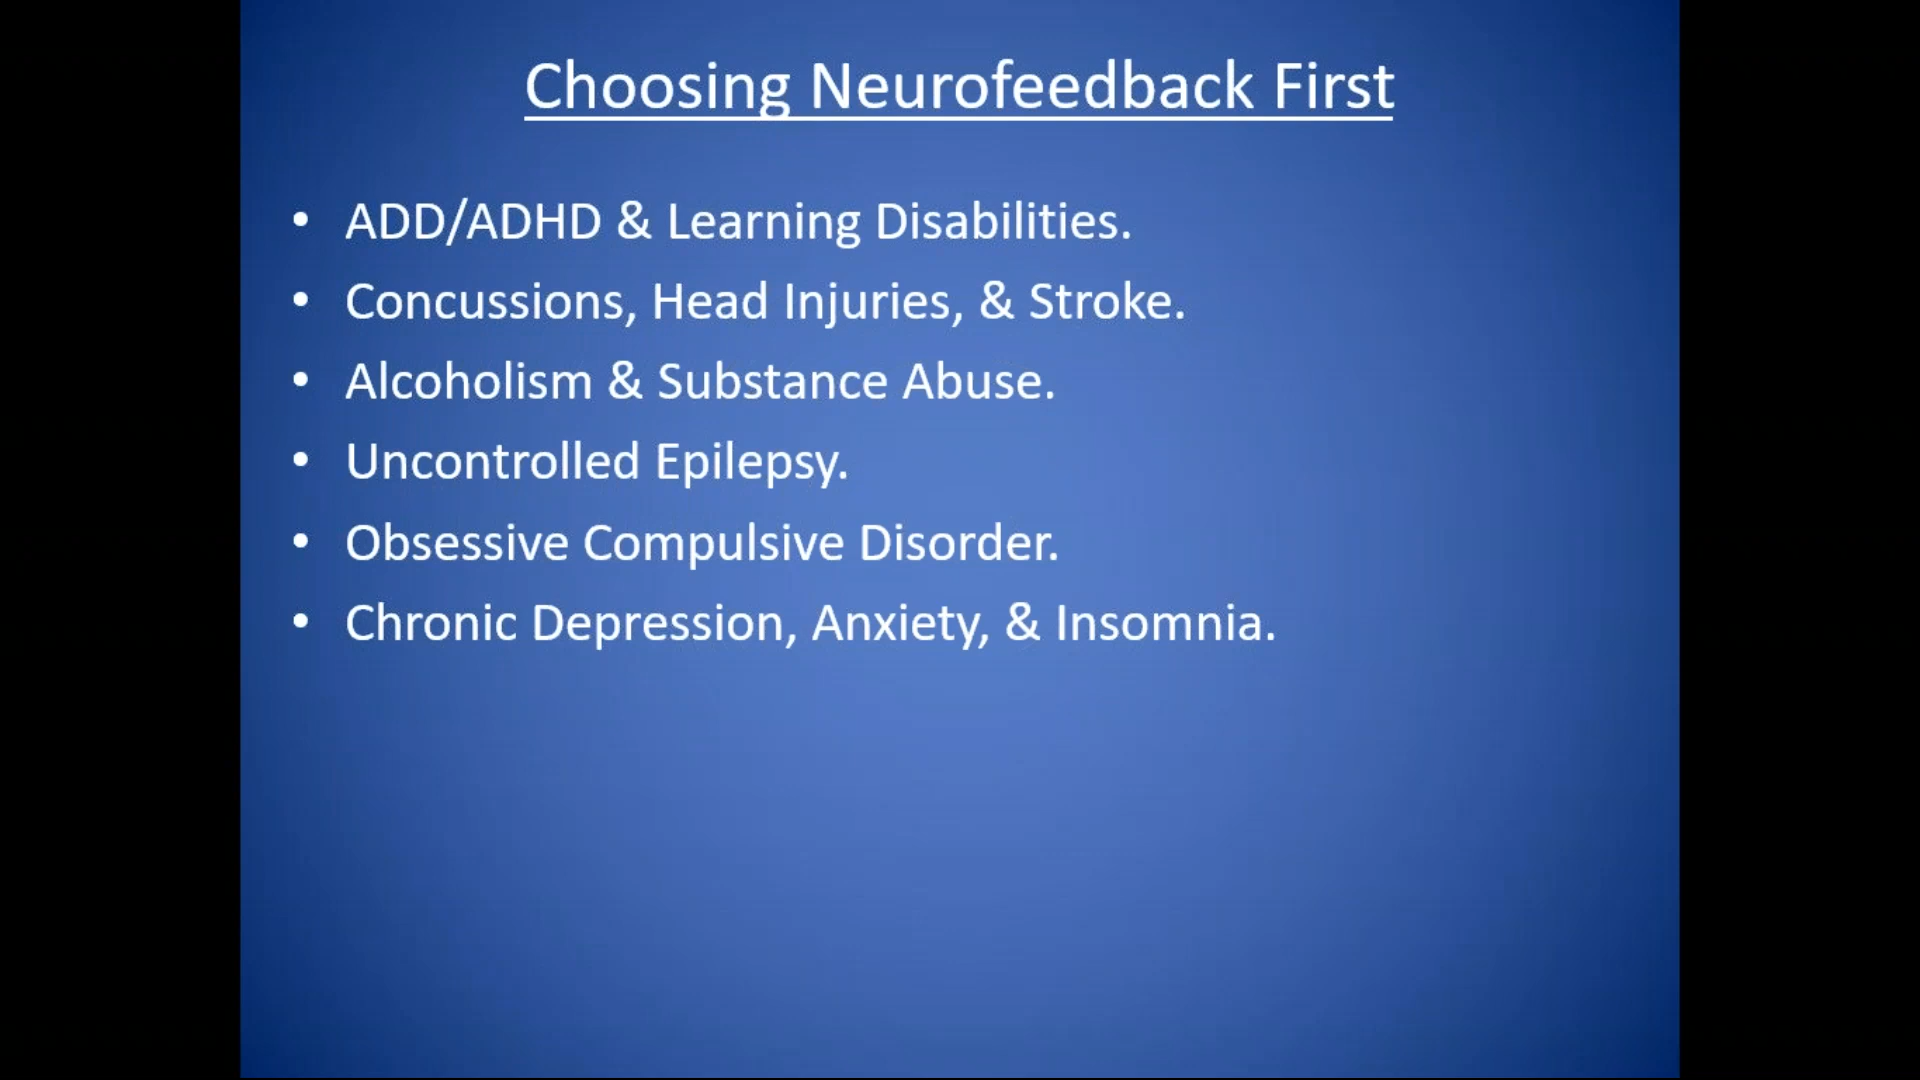 Choosing Neurofeedback First
• ADD/ADHD & Learning Disabilities.
• Concussions, Head Injuries, & Stroke.
• Alcoholism & Substance Abuse.
• Uncontrolled Epilepsy.
• Obsessive Compulsive Disorder.
• Chronic Depression, Anxiety, & Insomnia.